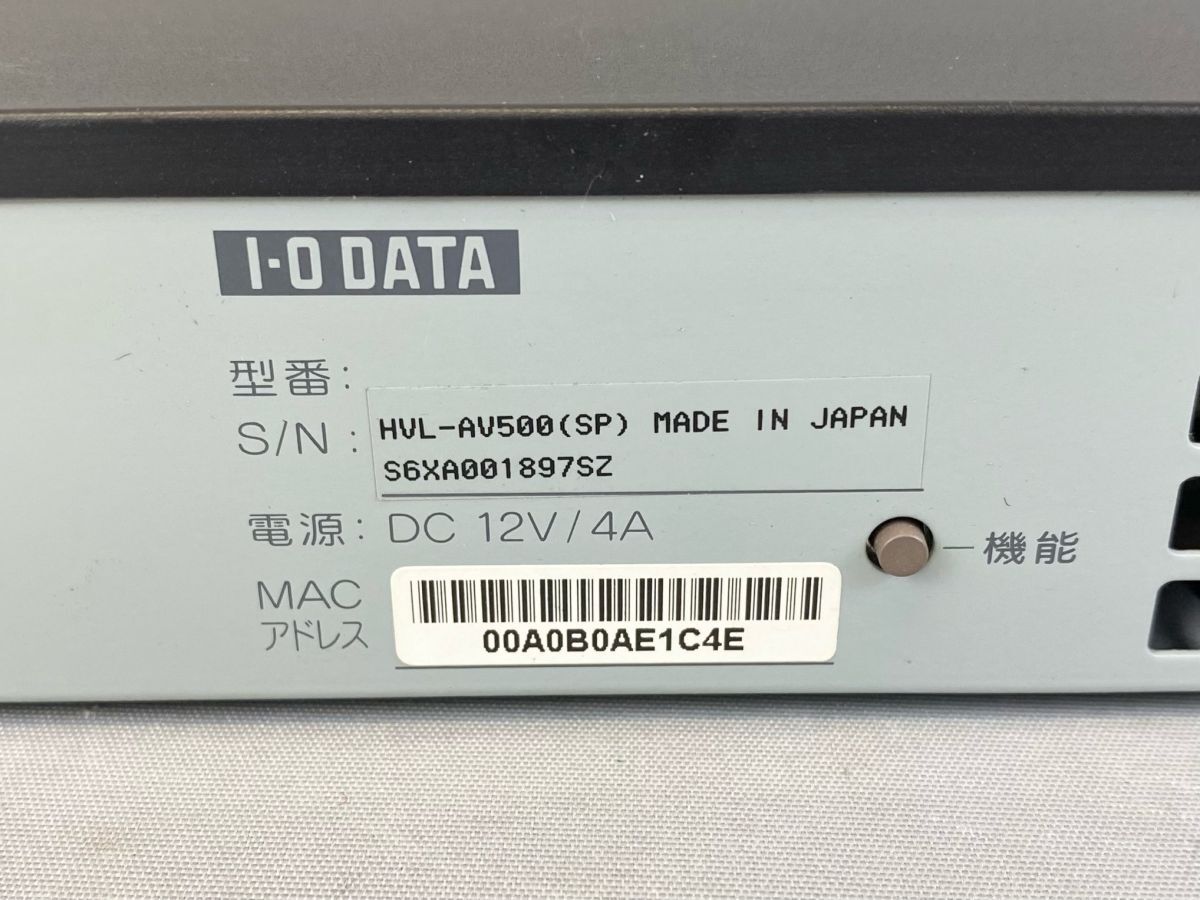 I-O DATA
型番:
S/N :
HVL-AV500(SP) MADE IN JAPAN
S6XA001897SZ
電源: DC 12V/4A
機能
MAC
アドレス
00A0B0AE1C4E